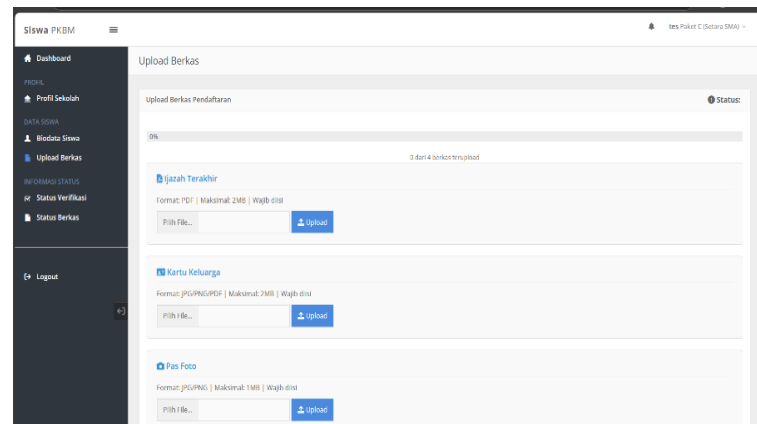 Siswa PKBM
tes Paket C (Setara SMA)
Dashboard
PROFIL
Profil Sekolah
DATA SISWA
Biodata Siswa
Upload Berkas
INFORMASI STATUS
Status Verifikasi
Status Berkas
Logout
Upload Berkas
Upload Berkas Pendaftaran
Status:
0%
0 dari 4 berkas terupload
Ijazah Terakhir
Format: PDF | Maksimal: 2MB | Wajib diisi
Pilih File... Upload
Kartu Keluarga
Format: JPG/PNG/PDF | Maksimal: 2MB | Wajib diisi
Pilih File... Upload
Pas Foto
Format: JPG/PNG | Maksimal: 1MB | Wajib diisi
Pilih File... Upload